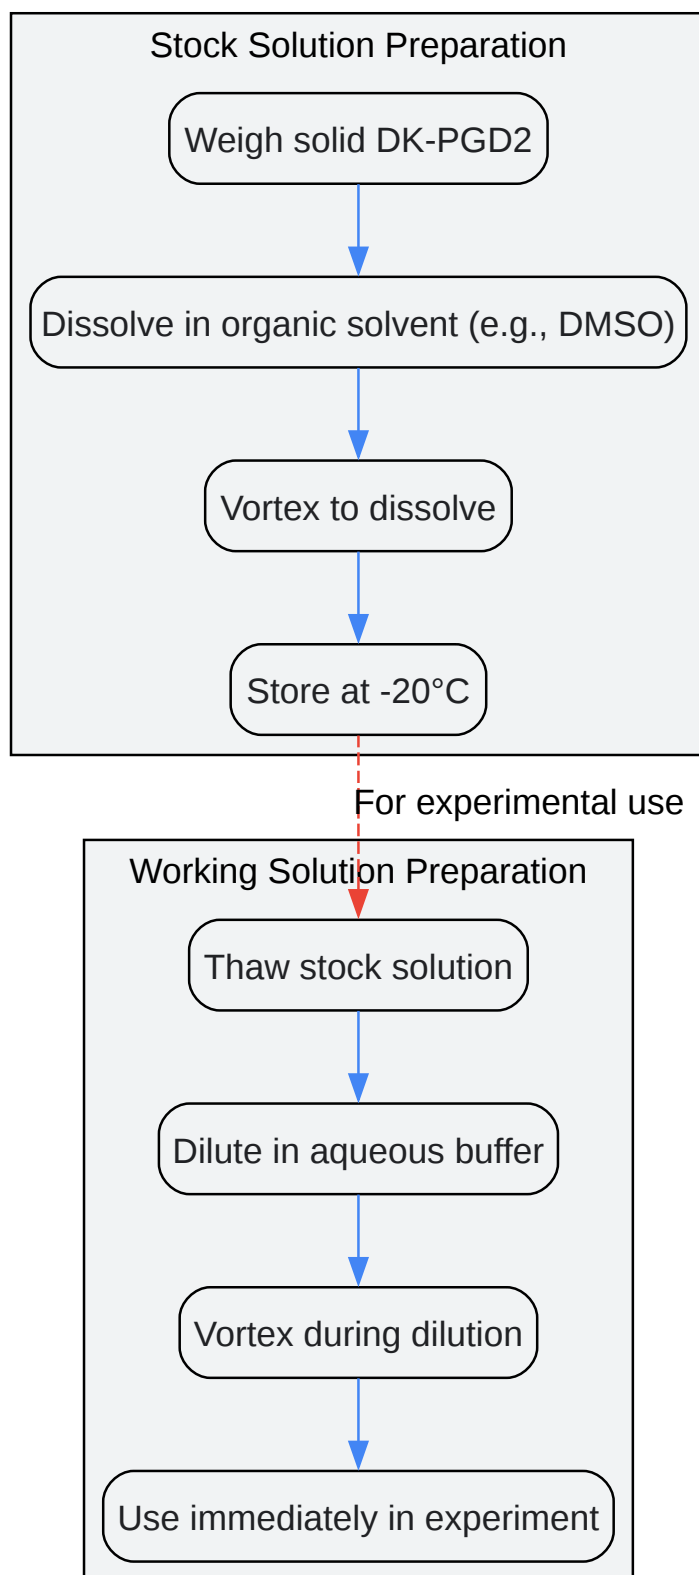 Stock Solution Preparation
Weigh solid DK-PGD2
Dissolve in organic solvent (e.g., DMSO)
Vortex to dissolve
Store at -20°C
For experimental use
Working Solution Preparation
Thaw stock solution
Dilute in aqueous buffer
Vortex during dilution
Use immediately in experiment